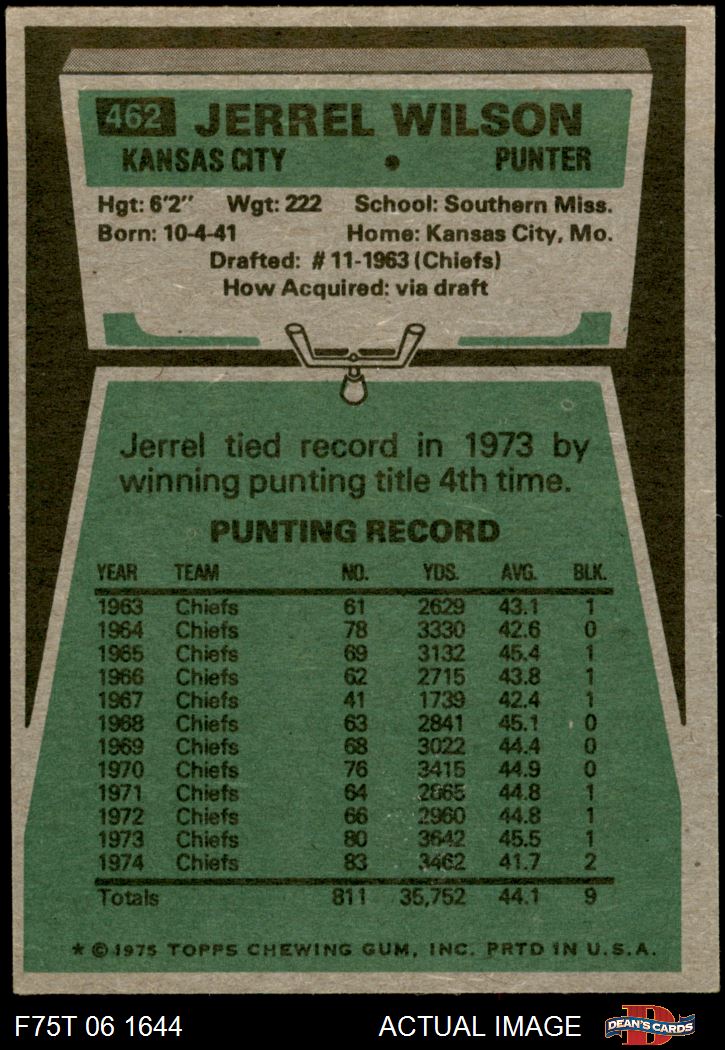 462 JERREL WILSON
KANSAS CITY • PUNTER
Hgt: 6'2" Wgt: 222 School: Southern Miss.
Born: 10-4-41 Home: Kansas City, Mo.
Drafted: #11-1963 (Chiefs)
How Acquired: via draft
Jerrel tied record in 1973 by
winning punting title 4th time.
PUNTING RECORD
YEAR TEAM NO. YDS. AVG. BLK.
1963 Chiefs 61 2629 43.1 1
1964 Chiefs 78 3330 42.6 0
1965 Chiefs 69 3132 45.4 1
1966 Chiefs 62 2715 43.8 1
1967 Chiefs 41 1739 42.4 1
1968 Chiefs 63 2841 45.1 0
1969 Chiefs 68 3022 44.4 0
1970 Chiefs 76 3415 44.9 0
1971 Chiefs 64 2865 44.8 1
1972 Chiefs 66 2960 44.8 1
1973 Chiefs 80 3642 45.5 1
1974 Chiefs 83 3462 41.7 2
Totals 811 35,752 44.1 9
* © 1975 TOPPS CHEWING GUM, INC. PRTD IN U.S.A.
F75T 06 1644 ACTUAL IMAGE DEAN'S CARDS